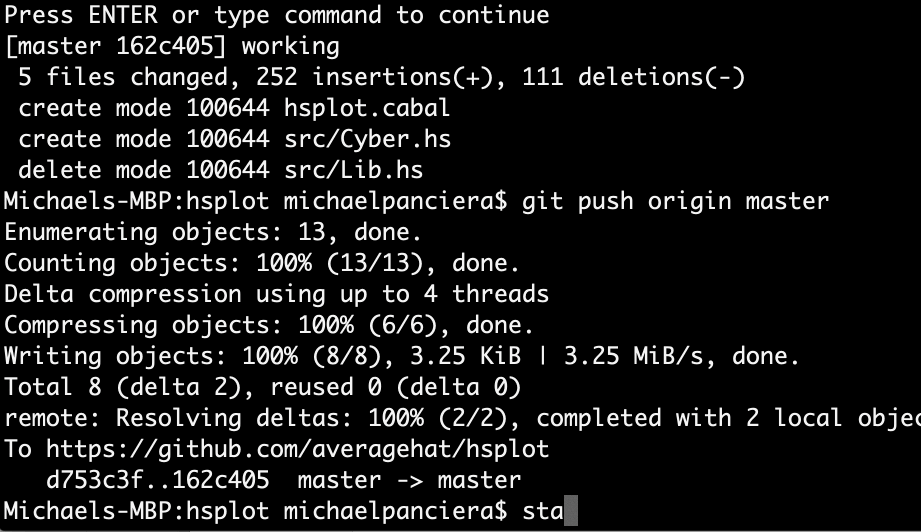 Press ENTER or type command to continue
[master 162c405] working
 5 files changed, 252 insertions(+), 111 deletions(-)
 create mode 100644 hsplot.cabal
 create mode 100644 src/Cyber.hs
 delete mode 100644 src/Lib.hs
Michaels-MBP:hsplot michaelpanciera$ git push origin master
Enumerating objects: 13, done.
Counting objects: 100% (13/13), done.
Delta compression using up to 4 threads
Compressing objects: 100% (6/6), done.
Writing objects: 100% (8/8), 3.25 KiB | 3.25 MiB/s, done.
Total 8 (delta 2), reused 0 (delta 0)
remote: Resolving deltas: 100% (2/2), completed with 2 local objec
To https://github.com/averagehat/hsplot
   d753c3f..162c405  master -> master
Michaels-MBP:hsplot michaelpanciera$ sta